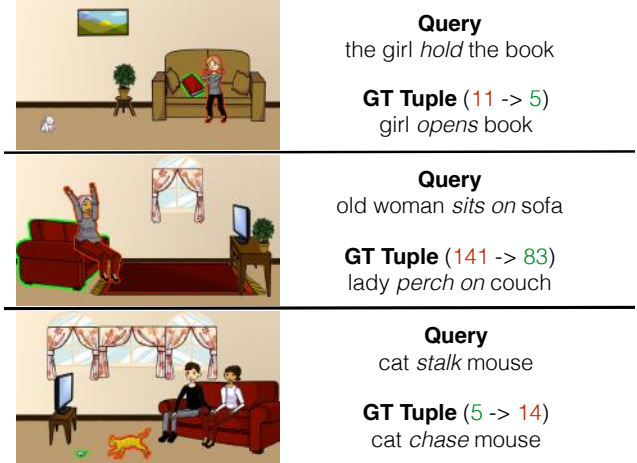 Query
the girl hold the book
GT Tuple (11 -> 5)
girl opens book
Query
old woman sits on sofa
GT Tuple (141 -> 83)
lady perch on couch
Query
cat stalk mouse
GT Tuple (5 -> 14)
cat chase mouse